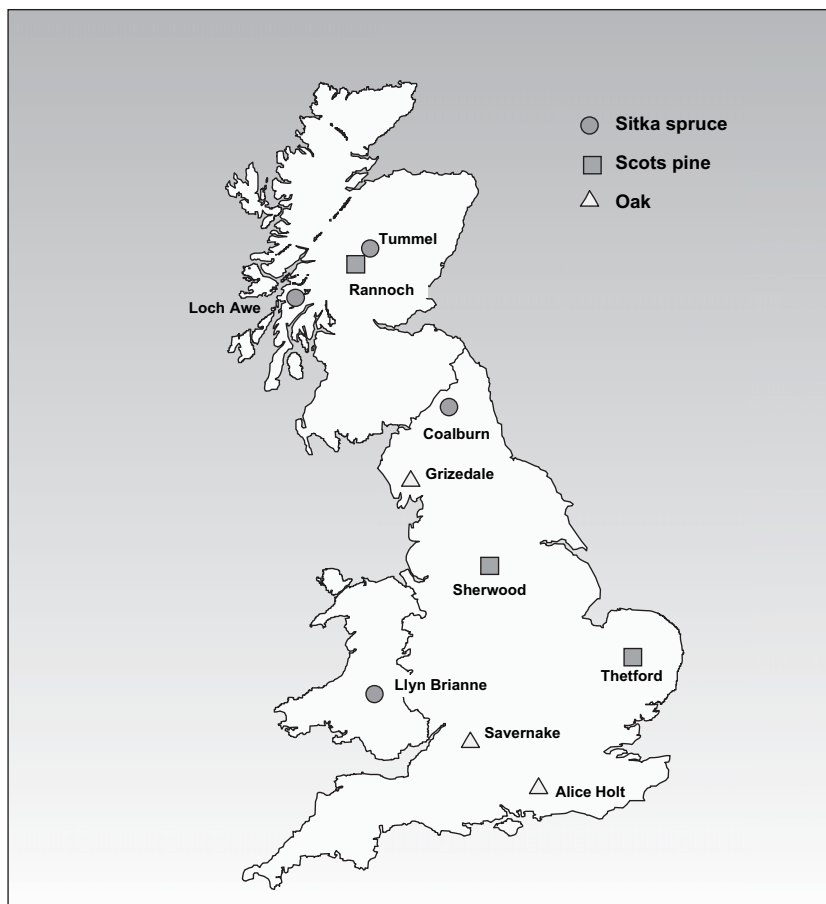 Sitka spruce
Scots pine
Oak
Tummel
Rannoch
Loch Awe
Coalburn
Grizedale
Sherwood
Thetford
Llyn Brianne
Savernake
Alice Holt